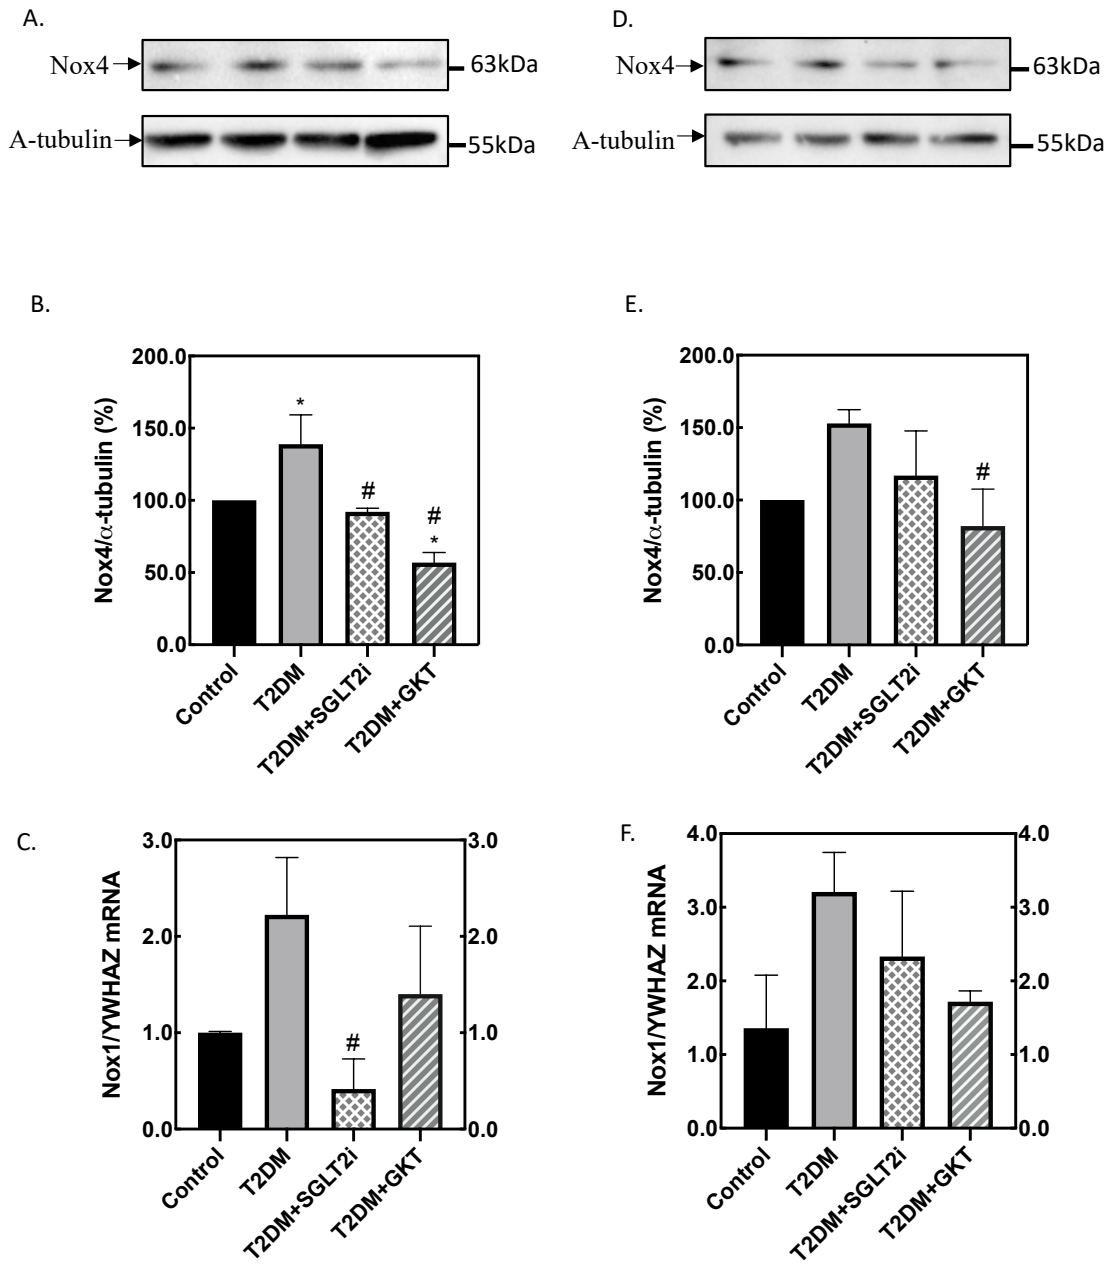 A.
Nox4
63kDa
A-tubulin
55kDa
D.
Nox4
63kDa
A-tubulin
55kDa
B.
Nox4/α-tubulin (%)
200.0
150.0
100.0
50.0
0.0
*
#
#
*
Control
T2DM
T2DM+SGLT2i
T2DM+GKT
E.
Nox4/α-tubulin (%)
200.0
150.0
100.0
50.0
0.0
#
Control
T2DM
T2DM+SGLT2i
T2DM+GKT
C.
Nox1/YWHAZ mRNA
3.0
2.0
1.0
0.0
#
3.0
2.0
1.0
0.0
Control
T2DM
T2DM+SGLT2i
T2DM+GKT
F.
Nox1/YWHAZ mRNA
4.0
3.0
2.0
1.0
0.0
4.0
3.0
2.0
1.0
0.0
Control
T2DM
T2DM+SGLT2i
T2DM+GKT